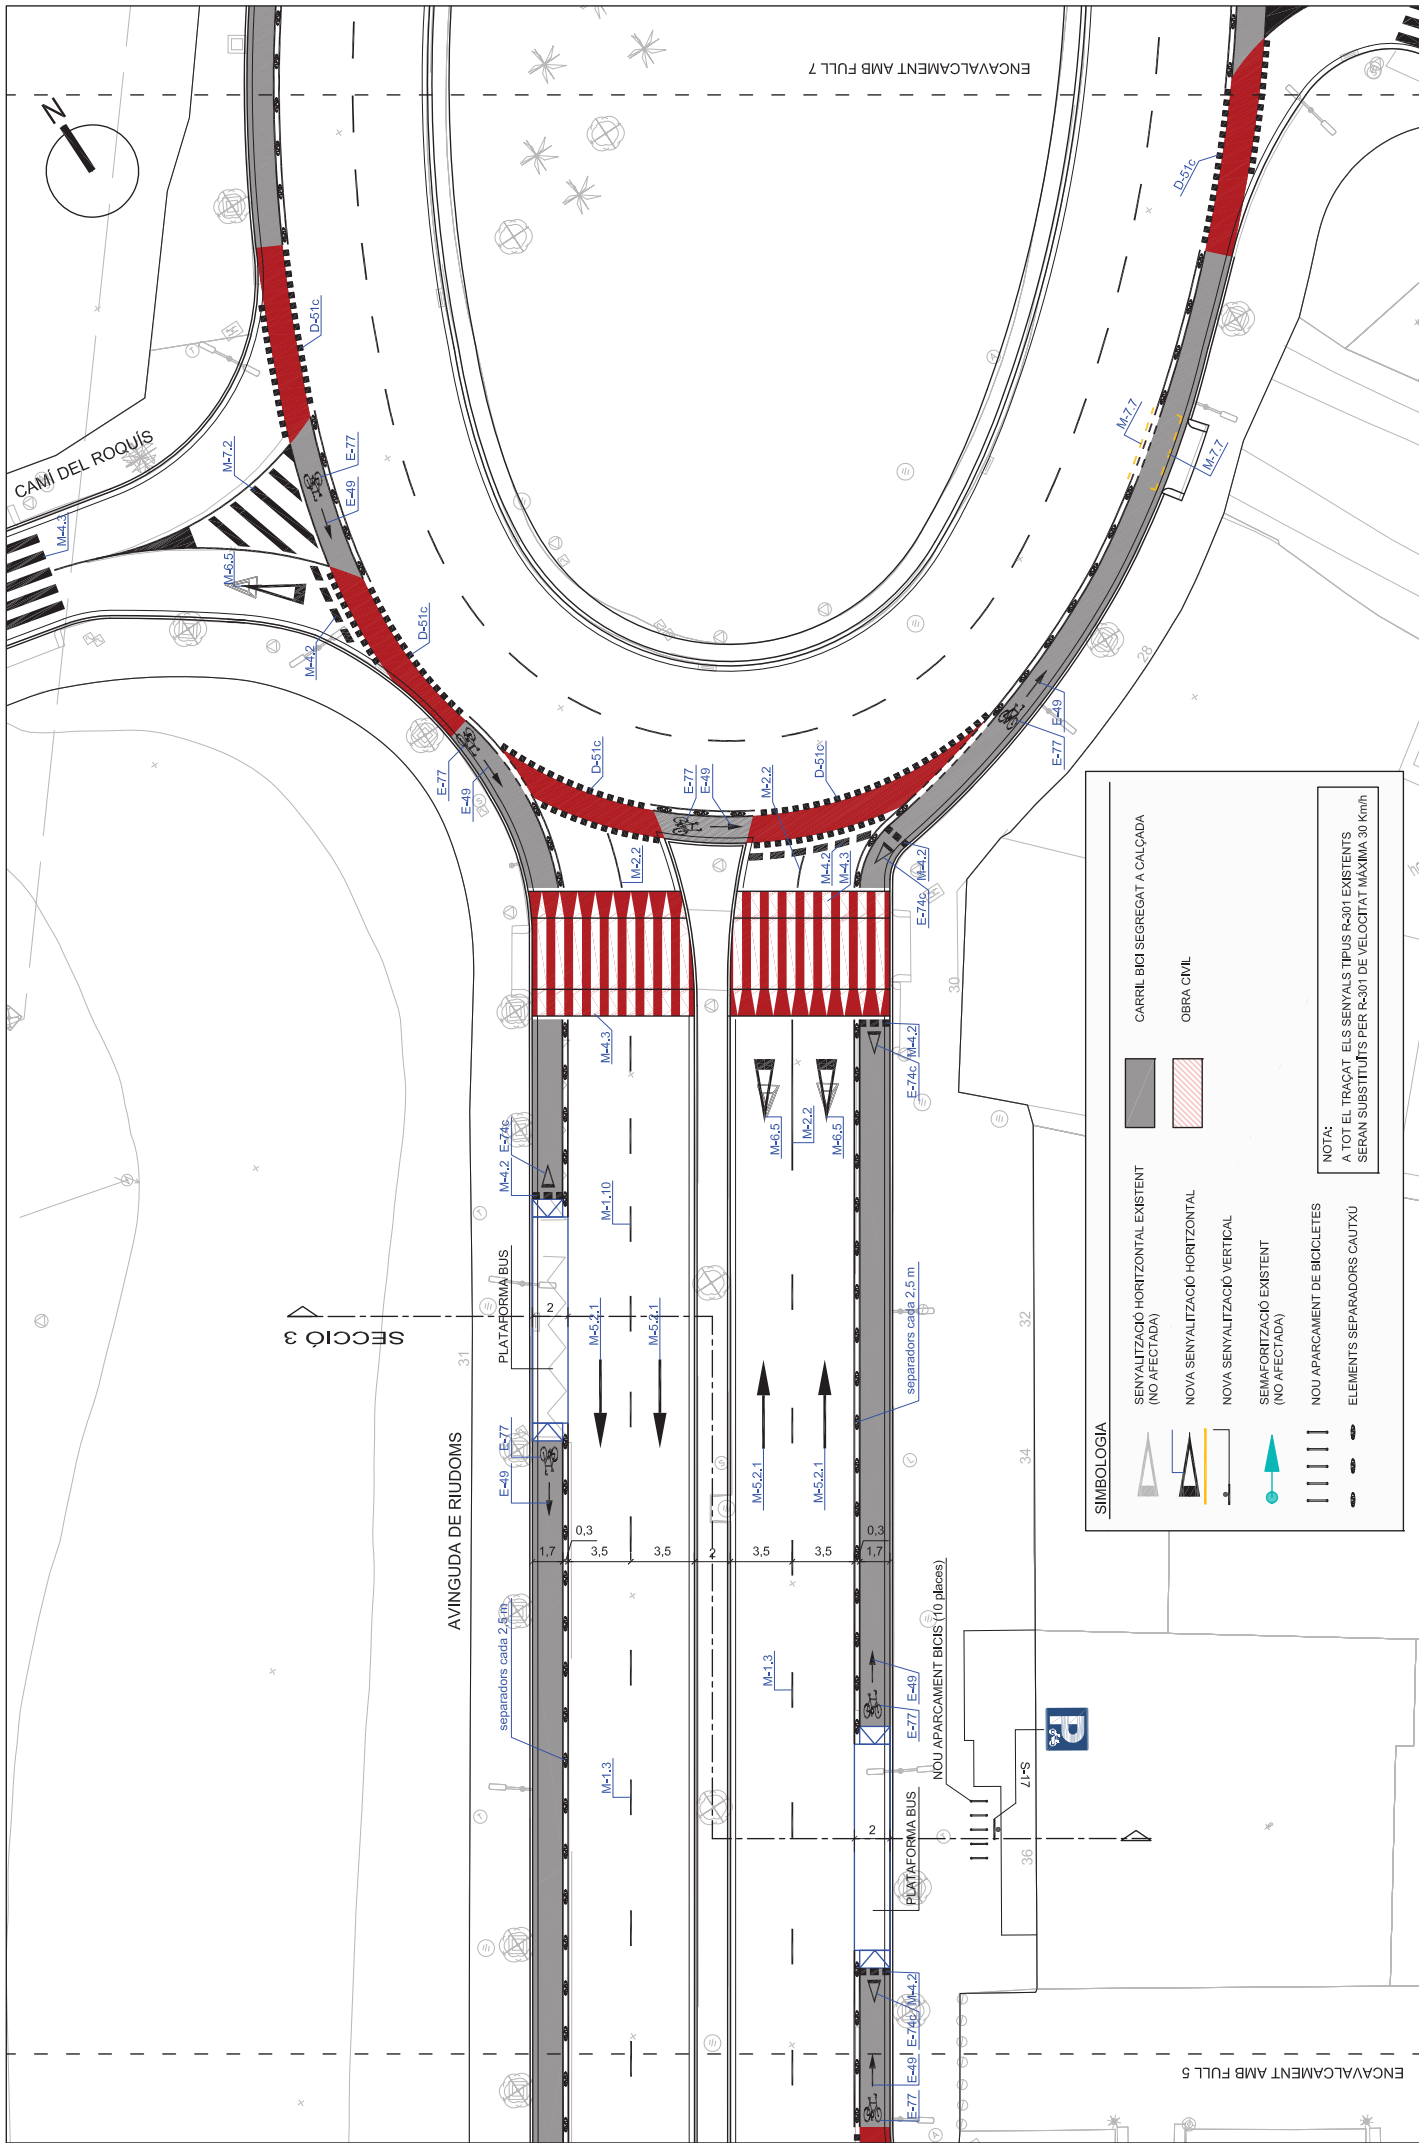 ENCAVALCAMENT AMB FULL 7
N
CAMÍ DEL ROQUÍS
M-4.3
M-7.2
M-6.5
M-4.2
D-51c
E-77
E-49
D-51c
E-77
E-49
D-51c
E-77
E-49
M-2.2
D-51c
M-2.2
M-4.2
M-4.3
D-51c
M-7.7
M-7.7
E-49
E-77
28
M-4.2
E-74c
30
M-4.3
M-4.2
E-74c
M-6.5
M-2.2
M-6.5
M-4.2
E-74c
M-1.10
PLATAFORMA BUS
2
SECCIÓ 3
31
M-5.2.1
M-5.2.1
M-5.2.1
M-5.2.1
separadors cada 2,5 m
32
34
E-49
E-77
AVINGUDA DE RIUDOMS
1,7
0,3
3,5
3,5
2
3,5
3,5
0,3
1,7
separadors cada 2,5 m
M-1.3
M-1.3
E-77
E-49
NOU APARCAMENT BICIS (10 places)
P
S-17
PLATAFORMA BUS
2
36
E-74c
M-4.2
E-77
E-49
ENCAVALCAMENT AMB FULL 5
SIMBOLOGIA
SENYALITZACIÓ HORITZONTAL EXISTENT
(NO AFECTADA)
NOVA SENYALITZACIÓ HORITZONTAL
NOVA SENYALITZACIÓ VERTICAL
SEMAFORITZACIÓ EXISTENT
(NO AFECTADA)
NOU APARCAMENT DE BICICLETES
ELEMENTS SEPARADORS CAUTXÚ
CARRIL BICI SEGREGAT A CALÇADA
OBRA CIVIL
NOTA:
A TOT EL TRAÇAT ELS SENYALS TIPUS R-301 EXISTENTS
SERAN SUBSTITUÏTS PER R-301 DE VELOCITAT MÀXIMA 30 Km/h